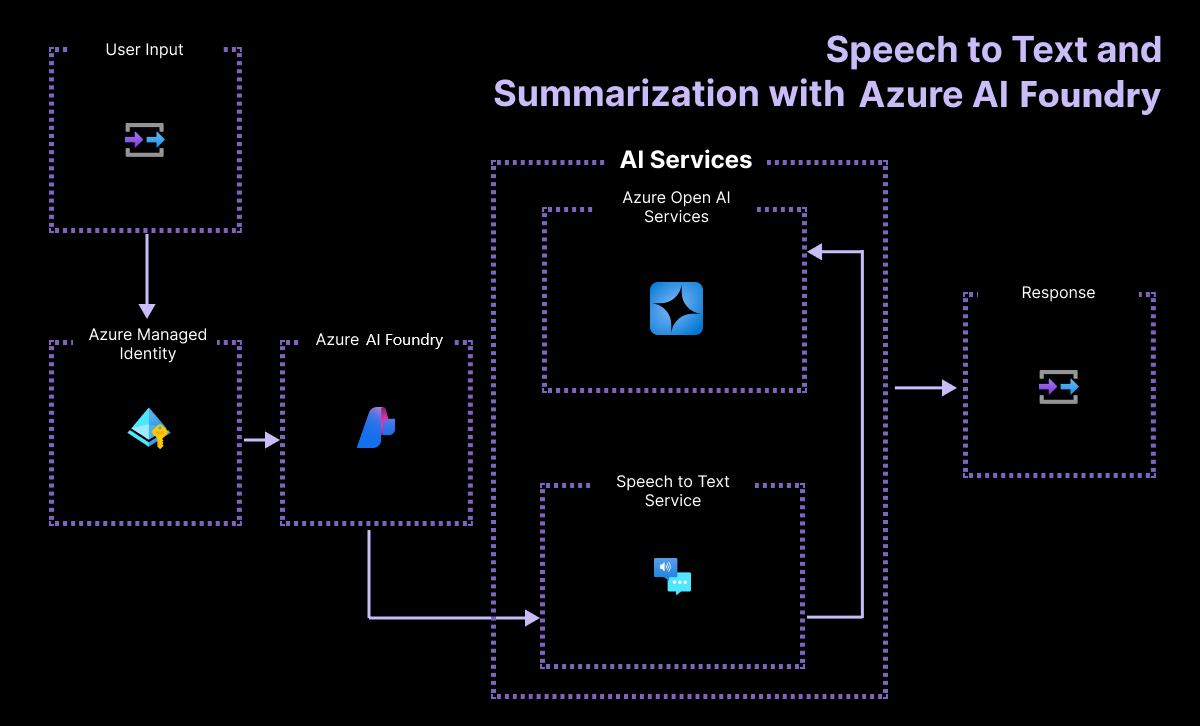 Speech to Text and
Summarization with Azure AI Foundry
User Input
Azure Managed
Identity
Azure AI Foundry
AI Services
Azure Open AI
Services
Speech to Text
Service
Response